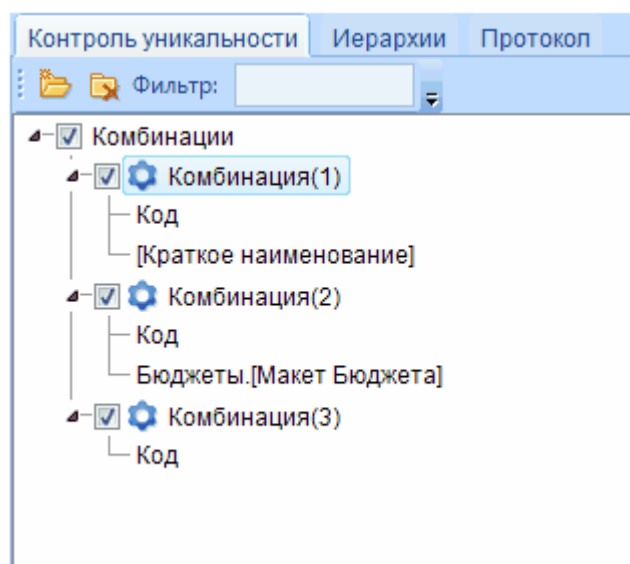 Контроль уникальности Иерархии Протокол
Фильтр:
Комбинации
Комбинация(1)
Код
[Краткое наименование]
Комбинация(2)
Код
Бюджеты.[Макет Бюджета]
Комбинация(3)
Код